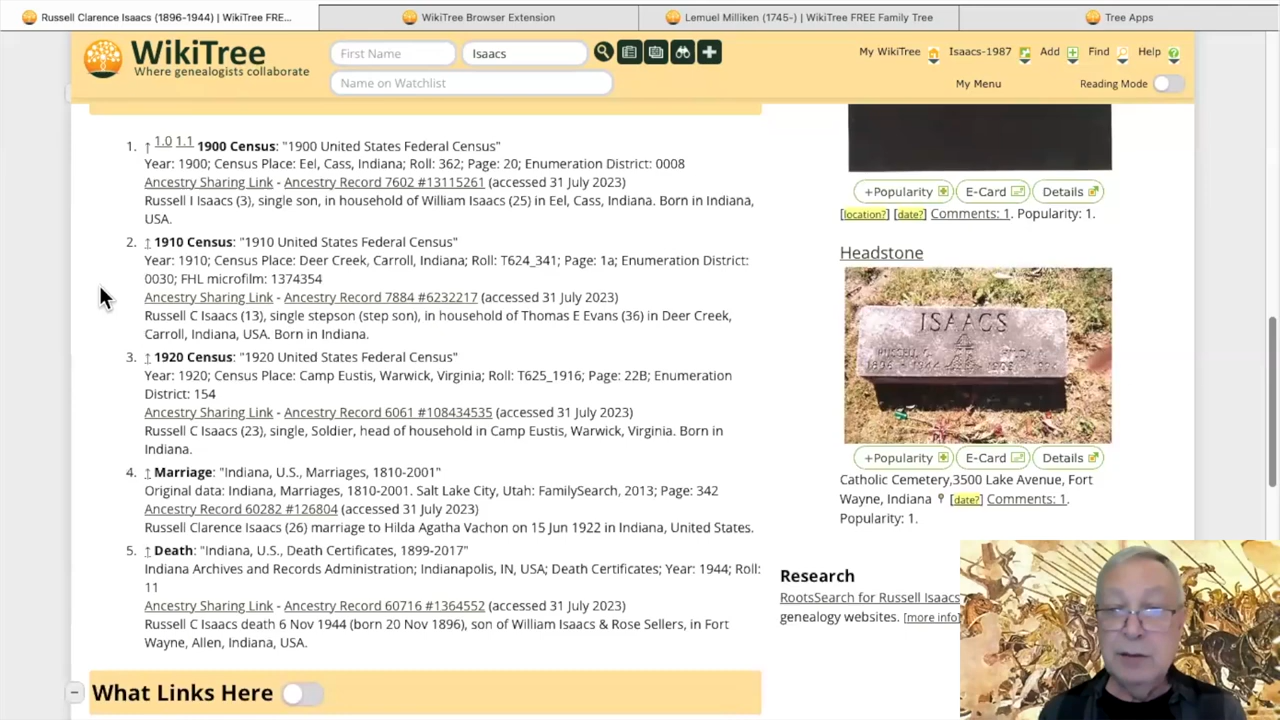 Russell Clarence Isaacs (1896-1944) | WikiTree FRE...
WikiTree Browser Extension
Lemuel Milliken (1745-) | WikiTree FREE Family Tree
Tree Apps
WikiTree
Where genealogists collaborate
First Name
Isaacs
Name on Watchlist
My WikiTree
Isaacs-1987
Add
Find
Help
My Menu
Reading Mode
1. ↑ 1.0 1.1 1900 Census: "1900 United States Federal Census"
Year: 1900; Census Place: Eel, Cass, Indiana; Roll: 362; Page: 20; Enumeration District: 0008
Ancestry Sharing Link - Ancestry Record 7602 #13115261 (accessed 31 July 2023)
Russell I Isaacs (3), single son, in household of William Isaacs (25) in Eel, Cass, Indiana. Born in Indiana,
USA.
2. ↑ 1910 Census: "1910 United States Federal Census"
Year: 1910; Census Place: Deer Creek, Carroll, Indiana; Roll: T624_341; Page: 1a; Enumeration District:
0030; FHL microfilm: 1374354
Ancestry Sharing Link - Ancestry Record 7884 #6232217 (accessed 31 July 2023)
Russell C Isaacs (13), single stepson (step son), in household of Thomas E Evans (36) in Deer Creek,
Carroll, Indiana, USA. Born in Indiana.
3. ↑ 1920 Census: "1920 United States Federal Census"
Year: 1920; Census Place: Camp Eustis, Warwick, Virginia; Roll: T625_1916; Page: 22B; Enumeration
District: 154
Ancestry Sharing Link - Ancestry Record 6061 #108434535 (accessed 31 July 2023)
Russell C Isaacs (23), single, Soldier, head of household in Camp Eustis, Warwick, Virginia. Born in
Indiana.
4. ↑ Marriage: "Indiana, U.S., Marriages, 1810-2001"
Original data: Indiana, Marriages, 1810-2001. Salt Lake City, Utah: FamilySearch, 2013; Page: 342
Ancestry Record 60282 #126804 (accessed 31 July 2023)
Russell Clarence Isaacs (26) marriage to Hilda Agatha Vachon on 15 Jun 1922 in Indiana, United States.
5. ↑ Death: "Indiana, U.S., Death Certificates, 1899-2017"
Indiana Archives and Records Administration; Indianapolis, IN, USA; Death Certificates; Year: 1944; Roll:
11
Ancestry Sharing Link - Ancestry Record 60716 #1364552 (accessed 31 July 2023)
Russell C Isaacs death 6 Nov 1944 (born 20 Nov 1896), son of William Isaacs & Rose Sellers, in Fort
Wayne, Allen, Indiana, USA.
What Links Here
+Popularity
E-Card
Details
[location?] [date?] Comments: 1. Popularity: 1.
Headstone
ISAACS
+Popularity
E-Card
Details
Catholic Cemetery,3500 Lake Avenue, Fort
Wayne, Indiana [date?] Comments: 1.
Popularity: 1.
Research
RootsSearch for Russell Isaacs
genealogy websites. [more info